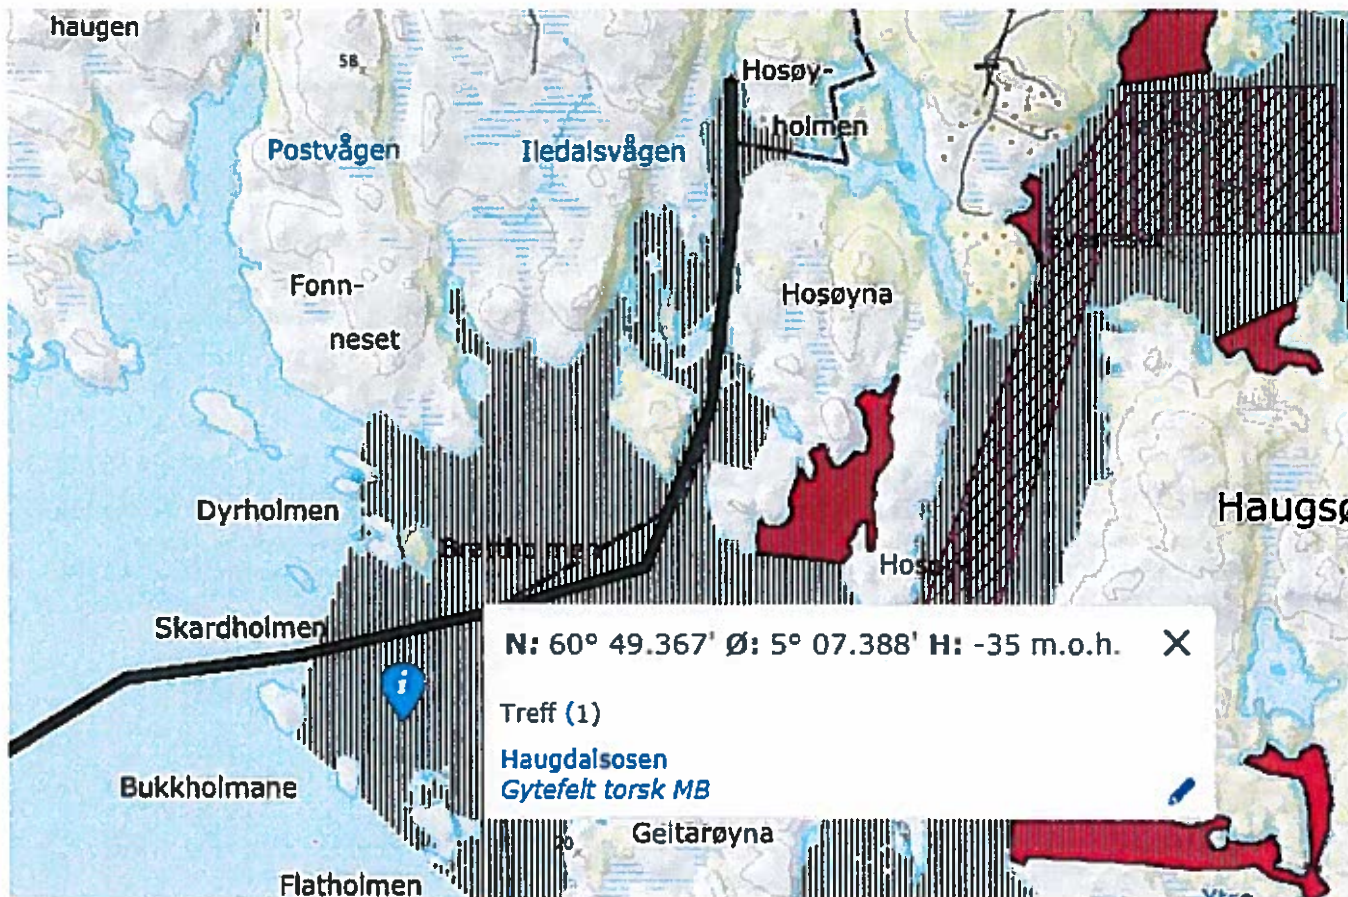 haugen
58
Hosøy-
holmen
Postvågen
Iledalsvågen
Fonn-
neset
Hosøyna
Dyrholmen
Haugsø
Skardholmen
N: 60° 49.367' Ø: 5° 07.388' H: -35 m.o.h.
i
Treff (1)
Haugdalsosen
Gytefelt torsk MB
Bukkholmane
Geitarøyna
20
Flatholmen